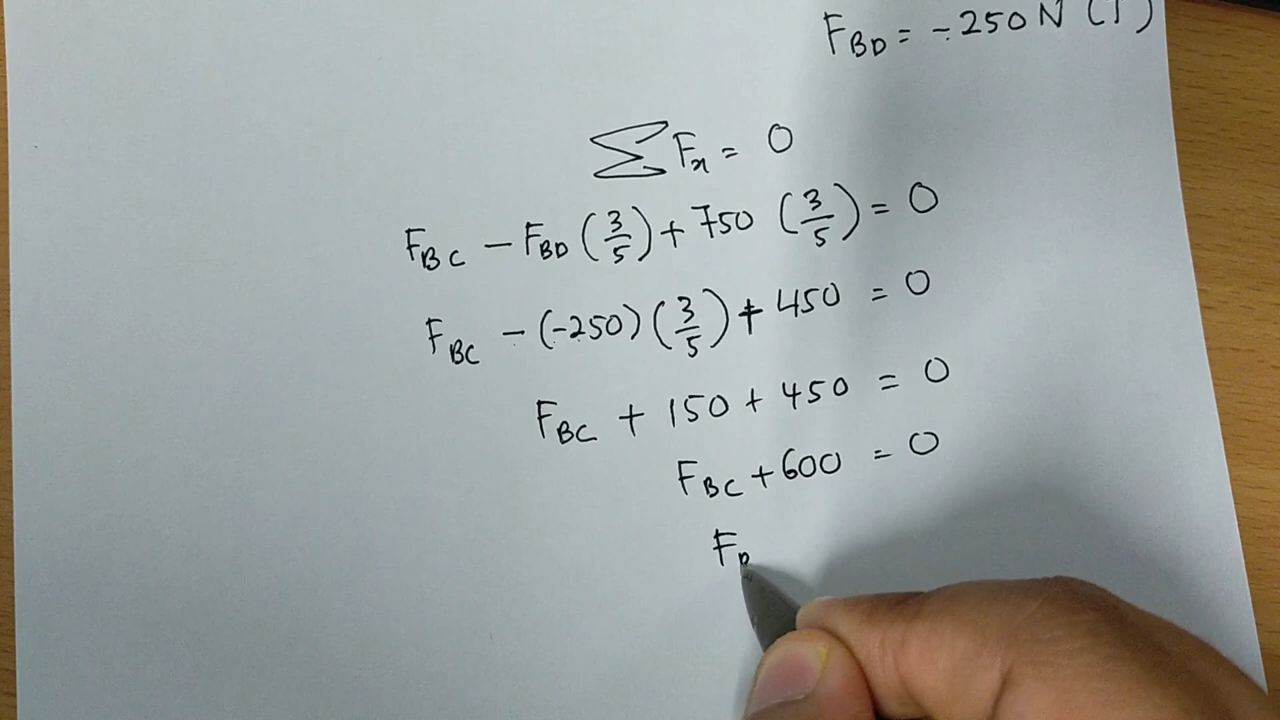 F_BD = -250 N (T)
∑ F_x = 0
F_BC - F_BD (3/5) + 750 (3/5) = 0
F_BC - (-250) (3/5) + 450 = 0
F_BC + 150 + 450 = 0
F_BC + 600 = 0
F